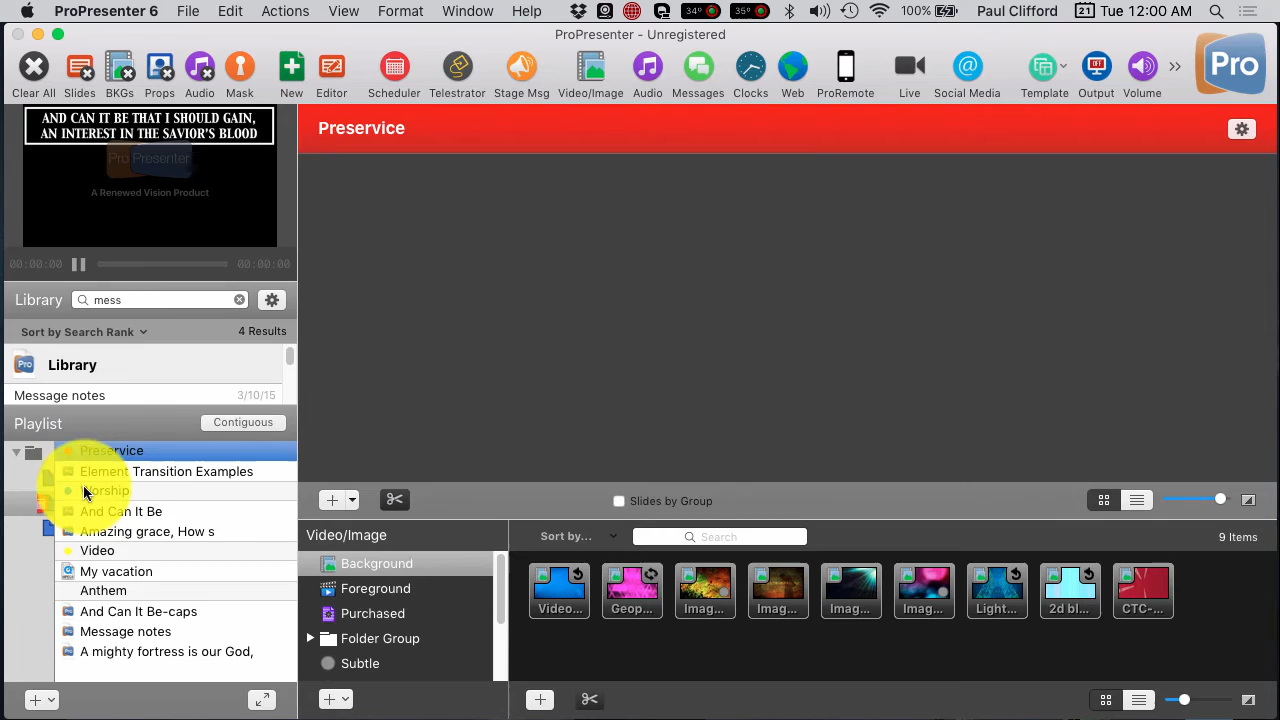 ProPresenter 6 File Edit Actions View Format Window Help 34° 35° 100% Paul Clifford 21 Tue 12:00 AM
ProPresenter - Unregistered
Clear All Slides BKGs Props Audio Mask New Editor Scheduler Telestrator Stage Msg Video/Image Audio Messages Clocks Web ProRemote Live Social Media Template Output Volume Pro
AND CAN IT BE THAT I SHOULD GAIN,
AN INTEREST IN THE SAVIOR'S BLOOD
Pro Presenter
A Renewed Vision Product
00:00:00 00:00:00
Library mess
Sort by Search Rank 4 Results
Pro Library
Message notes 3/10/15
Playlist Contiguous
Preservice
Element Transition Examples
Worship
And Can It Be
Amazing grace, How s
Video
My vacation
Anthem
And Can It Be-caps
Message notes
A mighty fortress is our God,
Preservice
Slides by Group
Video/Image Sort by... Search 9 Items
Background
Foreground
Purchased
Folder Group
Subtle
Video... Geop... Imag... Imag... Imag... Imag... Light... 2d bl... CTC-...